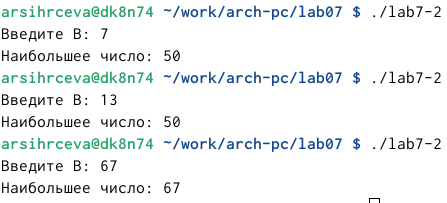 arsihrceva@dk8n74 ~/work/arch-pc/lab07 $ ./lab7-2
Введите В: 7
Наибольшее число: 50
arsihrceva@dk8n74 ~/work/arch-pc/lab07 $ ./lab7-2
Введите В: 13
Наибольшее число: 50
arsihrceva@dk8n74 ~/work/arch-pc/lab07 $ ./lab7-2
Введите В: 67
Наибольшее число: 67